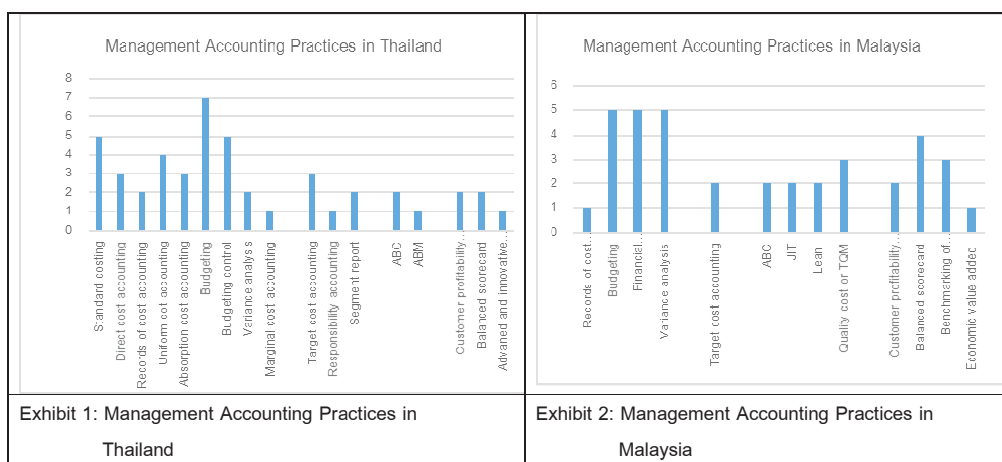 Management Accounting Practices in Thailand
8
7
6
5
4
3
2
1
0
Standard costing
Direct cost accounting
Records of cost accounting
Uniform cot accounting
Absorption cost accounting
Budgeting
Budgeting control
Variance analysis
Marginal cost accounting
Target cost accounting
Responsibility accounting
Segment report
ABC
ABM
Customer profitability...
Balanced scorecard
Advaned and innovative...
Exhibit 1: Management Accounting Practices in
Thailand
Management Accounting Practices in Malaysia
6
5
4
3
2
1
0
Records of cost...
Budgeting
Financial...
Variance analysis
Target cost accounting
ABC
JIT
Lean
Quality cost or TQM
Customer profitability...
Balanced scorecard
Benchmarking of...
Economic value added
Exhibit 2: Management Accounting Practices in
Malaysia